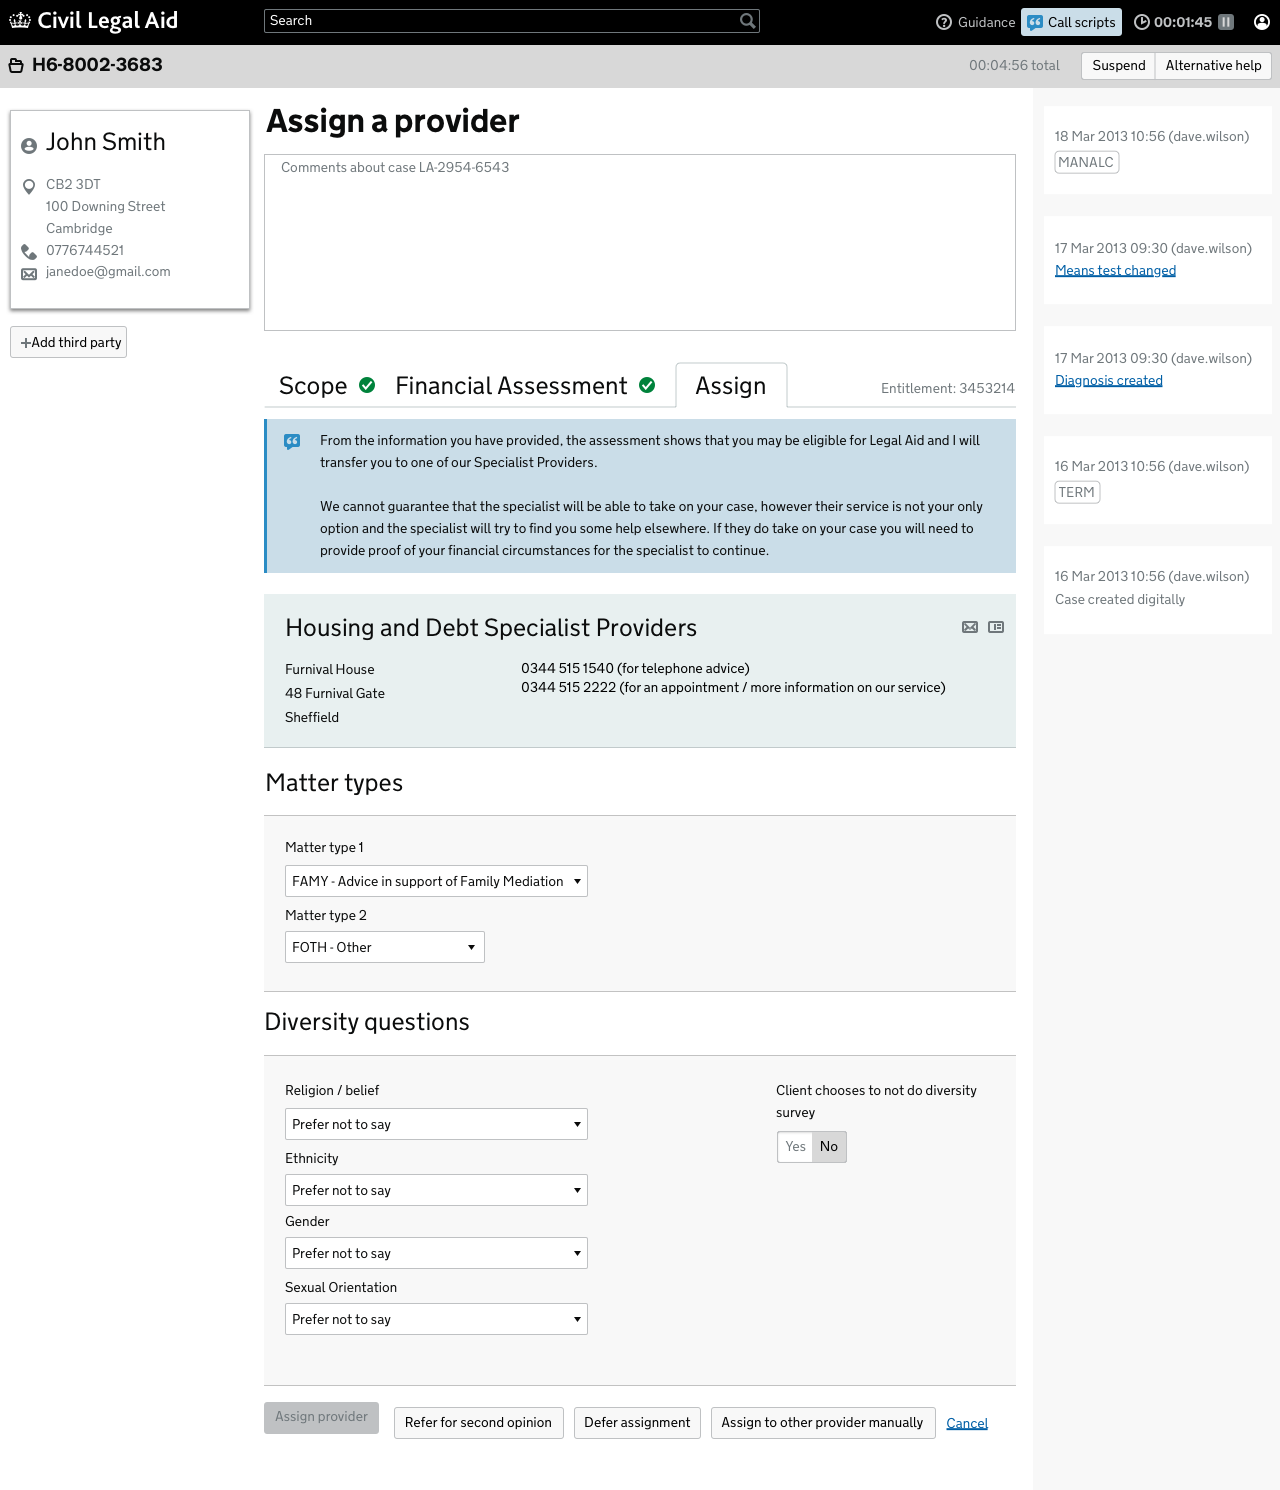 Civil Legal Aid
Search
Guidance
Call scripts
00:01:45
H6-8002-3683
00:04:56 total
Suspend
Alternative help
John Smith
CB2 3DT
100 Downing Street
Cambridge
0776744521
janedoe@gmail.com
+Add third party
Assign a provider
Comments about case LA-2954-6543
Scope
Financial Assessment
Assign
Entitlement: 3453214
From the information you have provided, the assessment shows that you may be eligible for Legal Aid and I will
transfer you to one of our Specialist Providers.
We cannot guarantee that the specialist will be able to take on your case, however their service is not your only
option and the specialist will try to find you some help elsewhere. If they do take on your case you will need to
provide proof of your financial circumstances for the specialist to continue.
Housing and Debt Specialist Providers
Furnival House
48 Furnival Gate
Sheffield
0344 515 1540 (for telephone advice)
0344 515 2222 (for an appointment / more information on our service)
Matter types
Matter type 1
FAMY - Advice in support of Family Mediation
Matter type 2
FOTH - Other
Diversity questions
Religion / belief
Prefer not to say
Ethnicity
Prefer not to say
Gender
Prefer not to say
Sexual Orientation
Prefer not to say
Client chooses to not do diversity
survey
Yes
No
Assign provider
Refer for second opinion
Defer assignment
Assign to other provider manually
Cancel
18 Mar 2013 10:56 (dave.wilson)
MANALC
17 Mar 2013 09:30 (dave.wilson)
Means test changed
17 Mar 2013 09:30 (dave.wilson)
Diagnosis created
16 Mar 2013 10:56 (dave.wilson)
TERM
16 Mar 2013 10:56 (dave.wilson)
Case created digitally